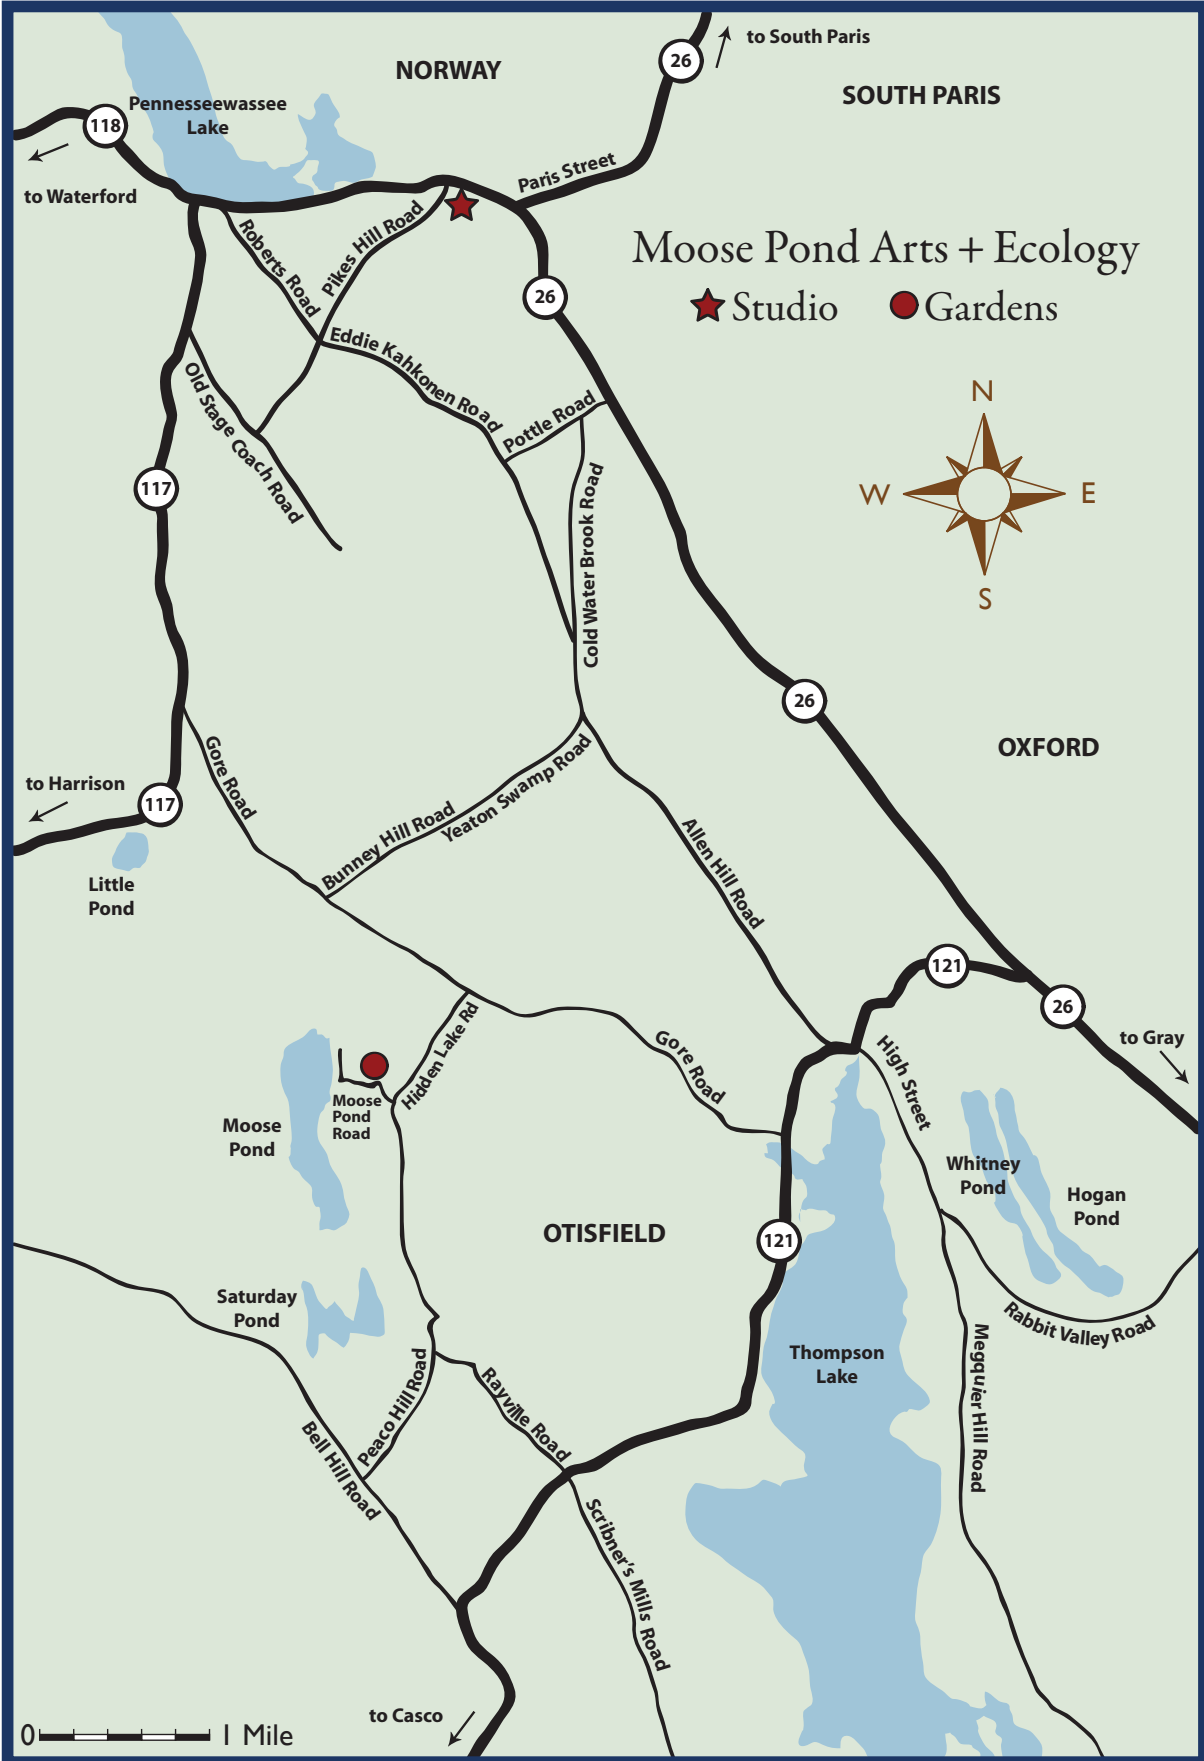 to South Paris
26
NORWAY
SOUTH PARIS
Pennesseewassee
Lake
118
to Waterford
Paris Street
Roberts Road
Pikes Hill Road
Moose Pond Arts + Ecology
Studio
Gardens
26
Eddie Kahkonen Road
Old Stage Coach Road
Pottle Road
N
W
E
S
117
Cold Water Brook Road
26
OXFORD
Gore Road
to Harrison
117
Bunney Hill Road
Yeaton Swamp Road
Allen Hill Road
Little
Pond
121
26
to Gray
Hidden Lake Rd
Gore Road
High Street
Moose
Pond
Road
Moose
Pond
Whitney
Pond
Hogan
Pond
OTISFIELD
121
Saturday
Pond
Rabbit Valley Road
Thompson
Lake
Megquier Hill Road
Peaco Hill Road
Rayville Road
Bell Hill Road
Scribner's Mills Road
to Casco
0
1 Mile